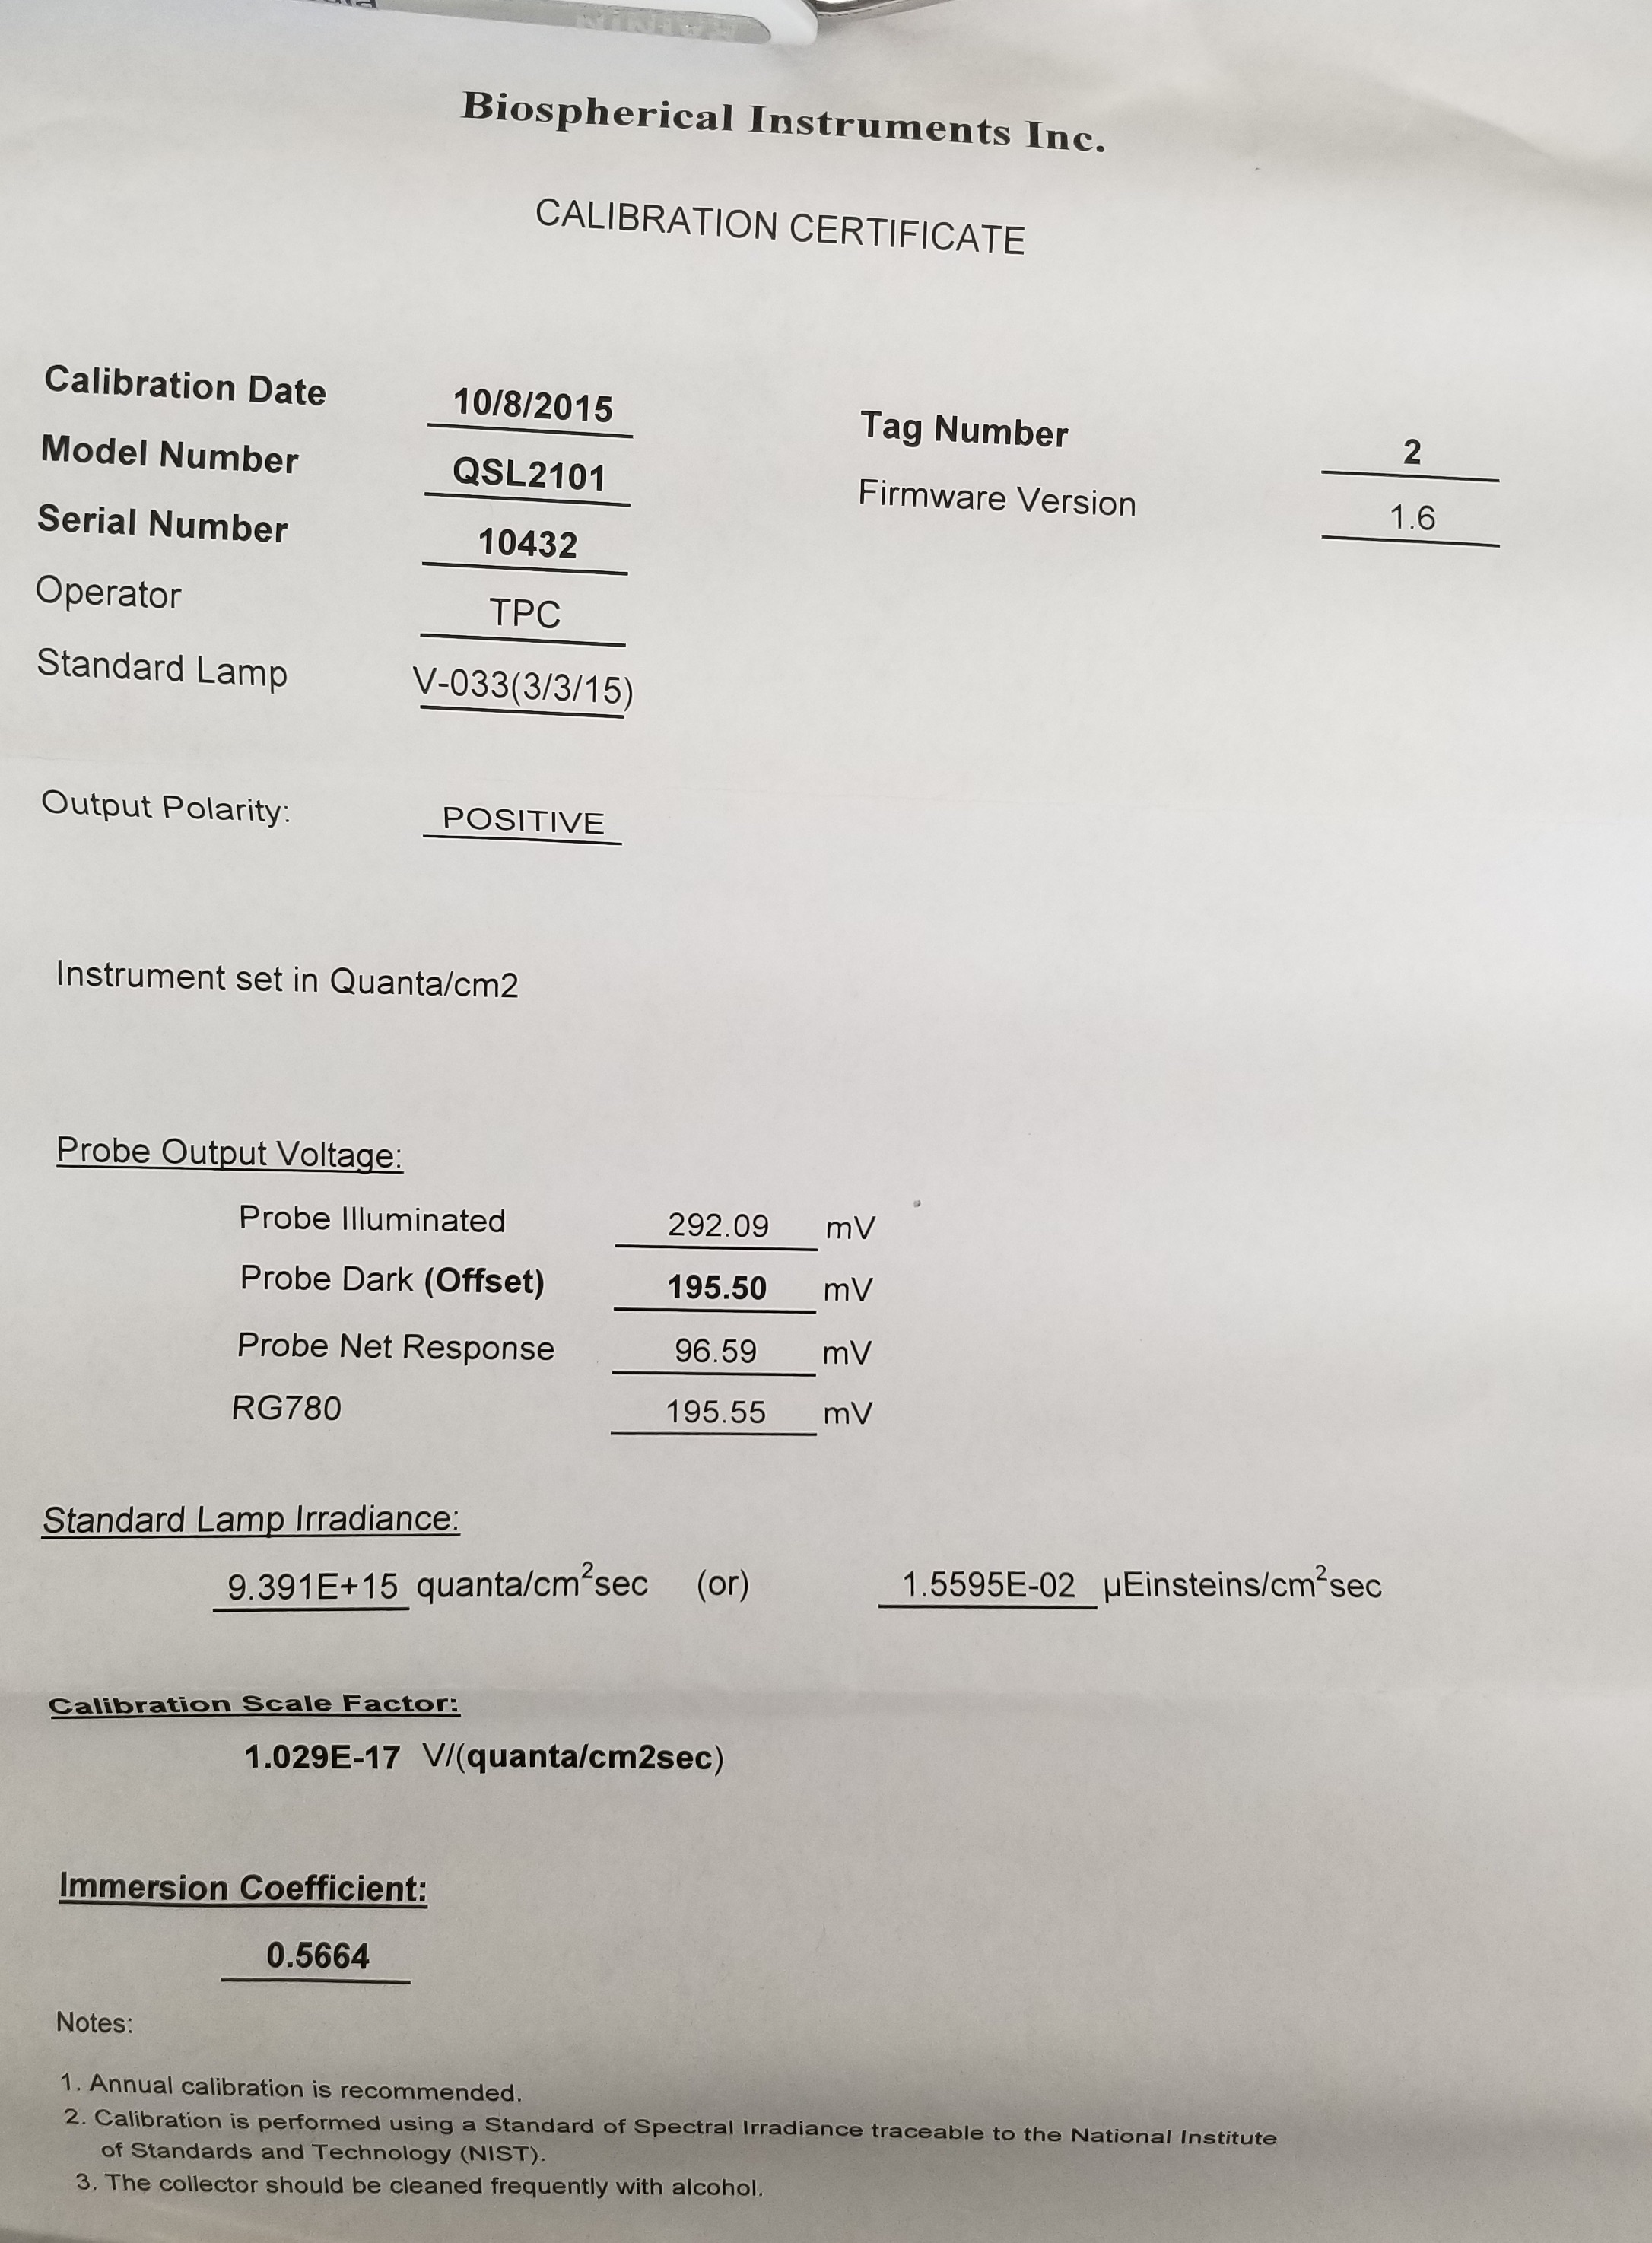 RAININ
Biospherical Instruments Inc.
CALIBRATION CERTIFICATE
Calibration Date 10/8/2015 Tag Number 2
Model Number QSL2101 Firmware Version 1.6
Serial Number 10432
Operator TPC
Standard Lamp V-033(3/3/15)
Output Polarity: POSITIVE
Instrument set in Quanta/cm2
Probe Output Voltage:
Probe Illuminated 292.09 mV
Probe Dark (Offset) 195.50 mV
Probe Net Response 96.59 mV
RG780 195.55 mV
Standard Lamp Irradiance:
9.391E+15 quanta/cm²sec (or) 1.5595E-02 µEinsteins/cm²sec
Calibration Scale Factor:
1.029E-17 V/(quanta/cm2sec)
Immersion Coefficient:
0.5664
Notes:
1. Annual calibration is recommended.
2. Calibration is performed using a Standard of Spectral Irradiance traceable to the National Institute
of Standards and Technology (NIST).
3. The collector should be cleaned frequently with alcohol.